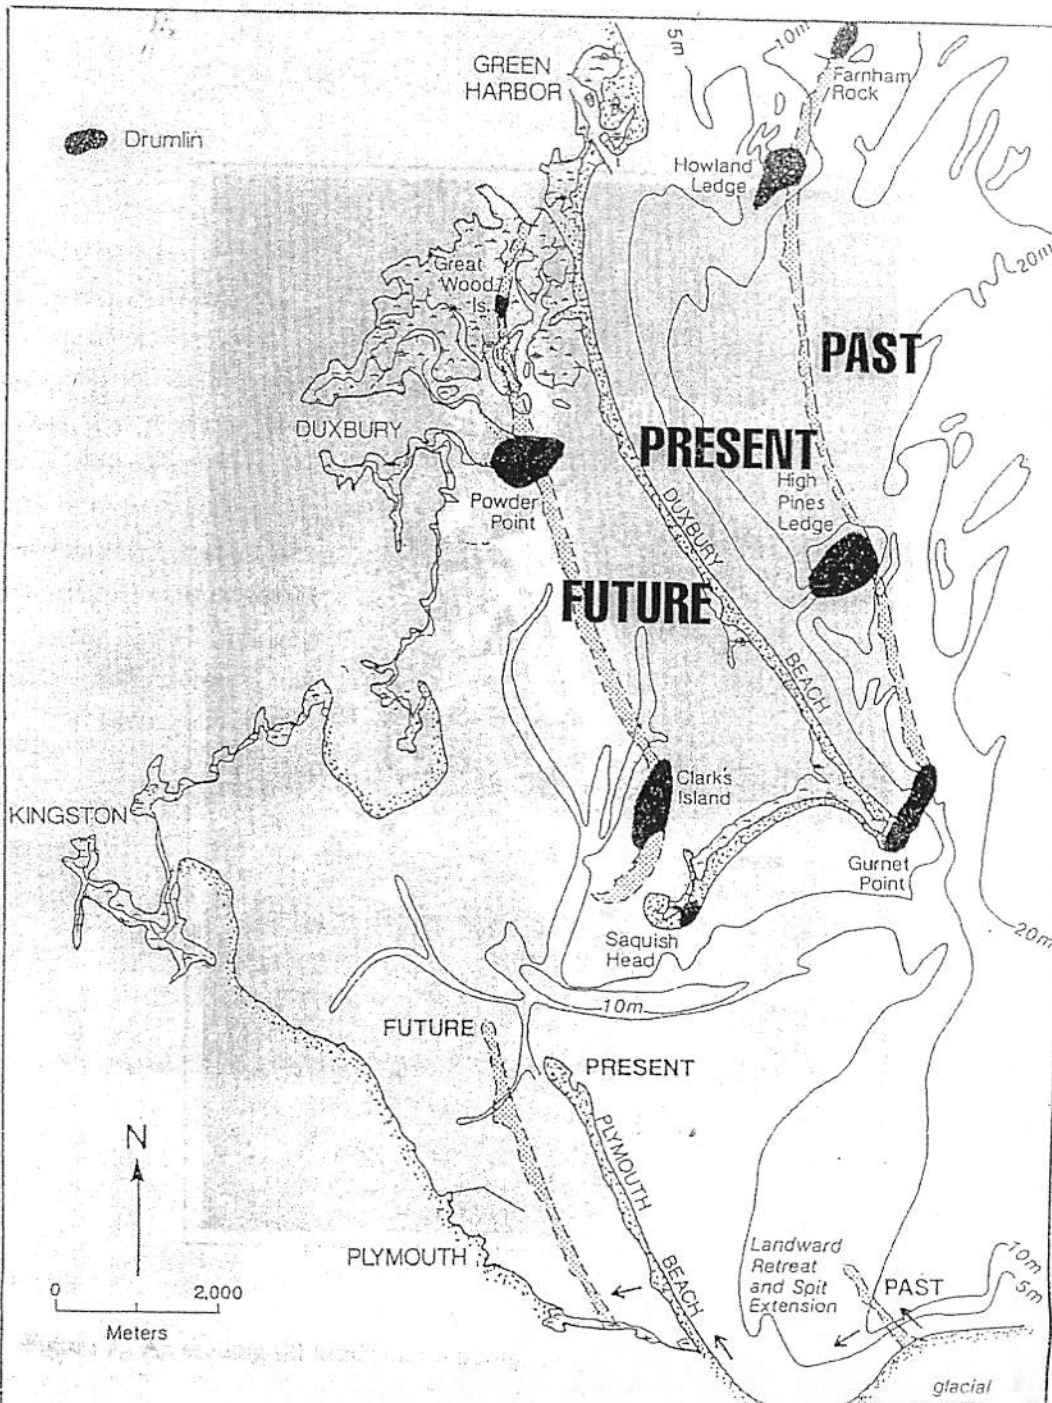 GREEN
HARBOR
5m
10m
Farnham
Rock
Drumlin
Howland
Ledge
20m
Great
Wood
Is.
PAST
DUXBURY
PRESENT
High
Pines
Ledge
Powder
Point
DUXBURY
FUTURE
BEACH
Clark's
Island
KINGSTON
Gurnet
Point
Saquish
Head
20m
10m
FUTURE
PRESENT
N
PLYMOUTH
PLYMOUTH
BEACH
Landward
Retreat
and Spit
Extension
PAST
10m
5m
0 2,000
Meters
glacial